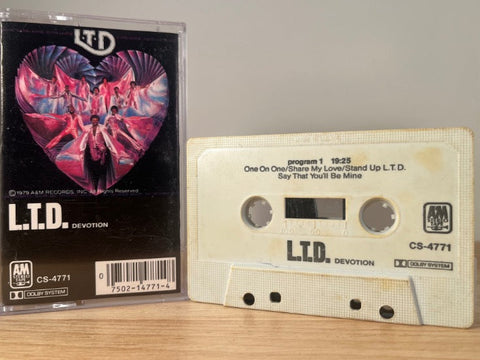 L.T.D
©1979 A&M RECORDS, INC. All Rights Reserved
L.T.D. DEVOTION
A&M
RECORDS
CS-4771
DOLBY SYSTEM
0
7502-14771-4
program 1 19:25
One On One/Share My Love/Stand Up L.T.D.
Say That You'll Be Mine
A&M
RECORDS
CS-4771
L.T.D. DEVOTION
DOLBY SYSTEM